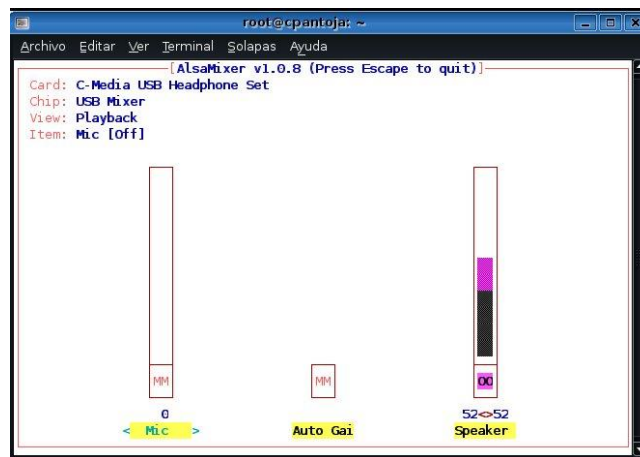 root@cpantoja: ~
Archivo Editar Ver Terminal Solapas Ayuda
[AlsaMixer v1.0.8 (Press Escape to quit)]
Card: C-Media USB Headphone Set
Chip: USB Mixer
View: Playback
Item: Mic [Off]
MM MM OO
0 52<>52
< Mic > Auto Gai Speaker